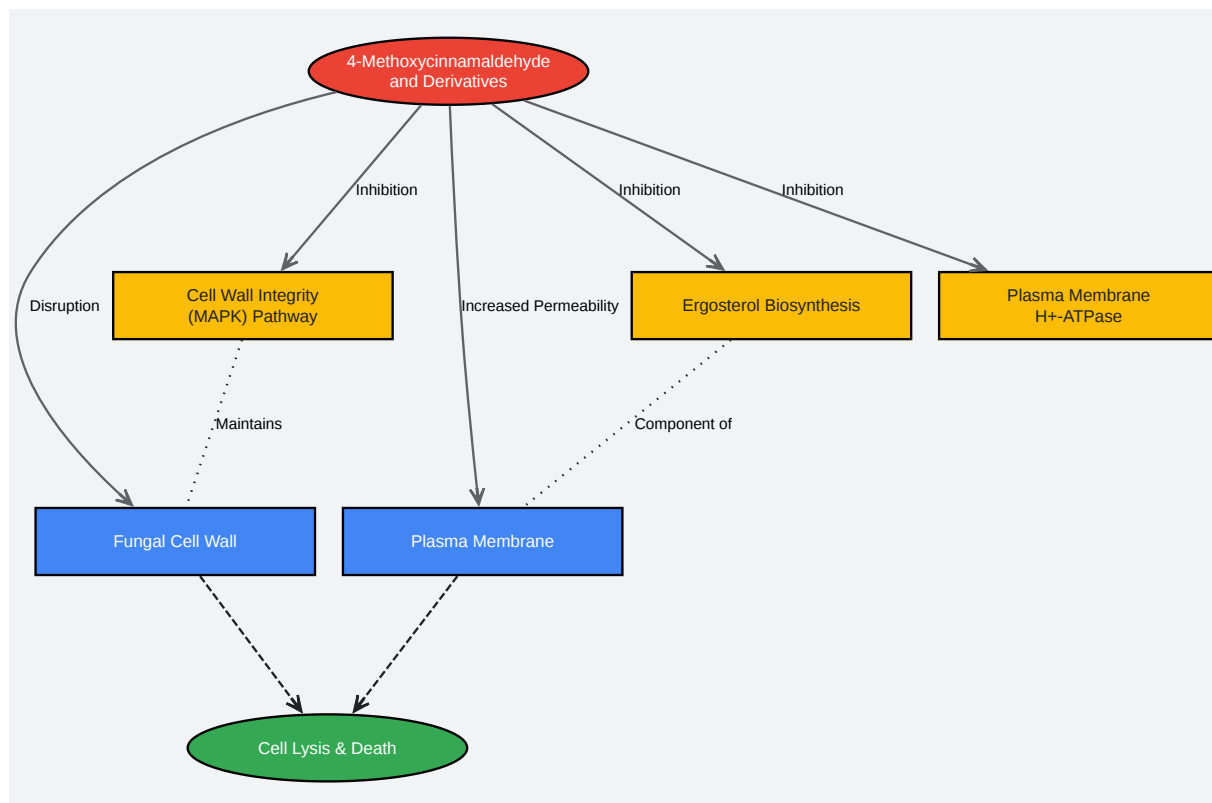 4-Methoxycinnamaldehyde
and Derivatives
Inhibition
Inhibition
Inhibition
Disruption
Cell Wall Integrity
(MAPK) Pathway
Increased Permeability
Ergosterol Biosynthesis
Plasma Membrane
H+-ATPase
Maintains
Component of
Fungal Cell Wall
Plasma Membrane
Cell Lysis & Death